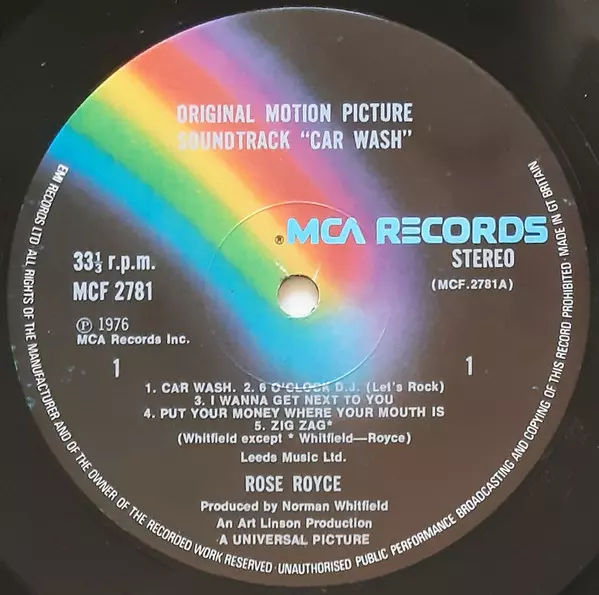 ORIGINAL MOTION PICTURE
SOUNDTRACK "CAR WASH"
® MCA RECORDS
33⅓ r.p.m.
MCF 2781
STEREO
(MCF.2781A)
Ⓟ 1976
MCA Records Inc.
1
1
1. CAR WASH. 2. 6 O'CLOCK D.J. (Let's Rock)
3. I WANNA GET NEXT TO YOU
4. PUT YOUR MONEY WHERE YOUR MOUTH IS
5. ZIG ZAG*
(Whitfield except * Whitfield—Royce)
Leeds Music Ltd.
ROSE ROYCE
Produced by Norman Whitfield
An Art Linson Production
A UNIVERSAL PICTURE
EMI RECORDS LTD. ALL RIGHTS OF THE MANUFACTURER AND OF THE OWNER OF THE RECORDED WORK RESERVED · UNAUTHORISED PUBLIC PERFORMANCE BROADCASTING AND COPYING OF THIS RECORD PROHIBITED · MADE IN GT BRITAIN